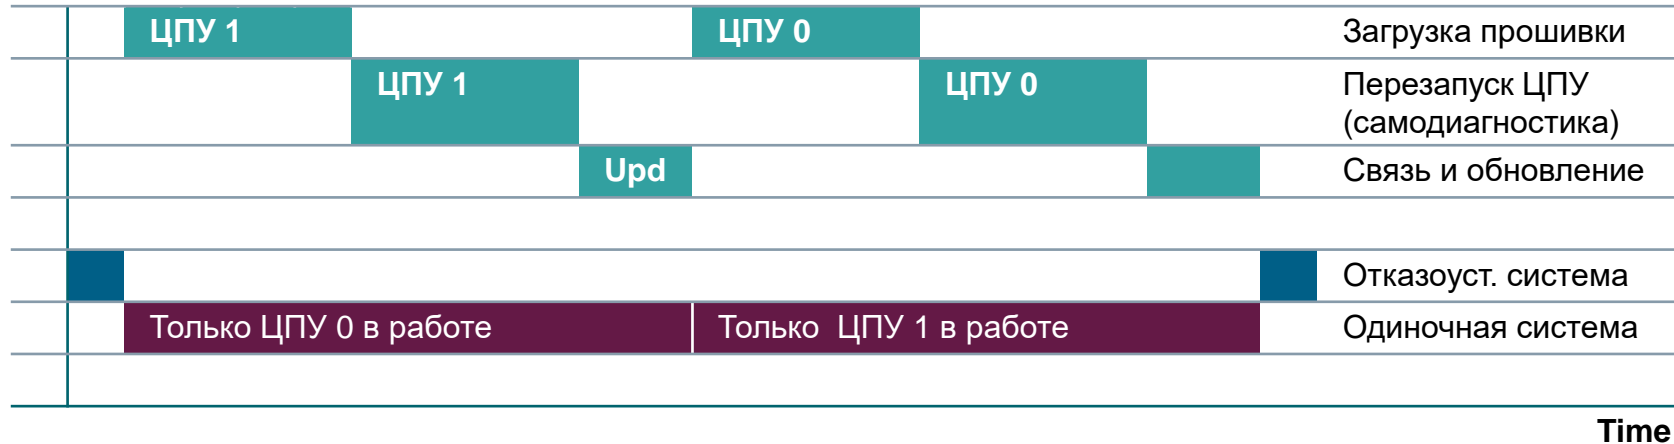 ЦПУ 1
ЦПУ 0
Загрузка прошивки
ЦПУ 1
ЦПУ 0
Перезапуск ЦПУ
(самодиагностика)
Upd
Связь и обновление
Отказоуст. система
Только ЦПУ 0 в работе
Только ЦПУ 1 в работе
Одиночная система
Time